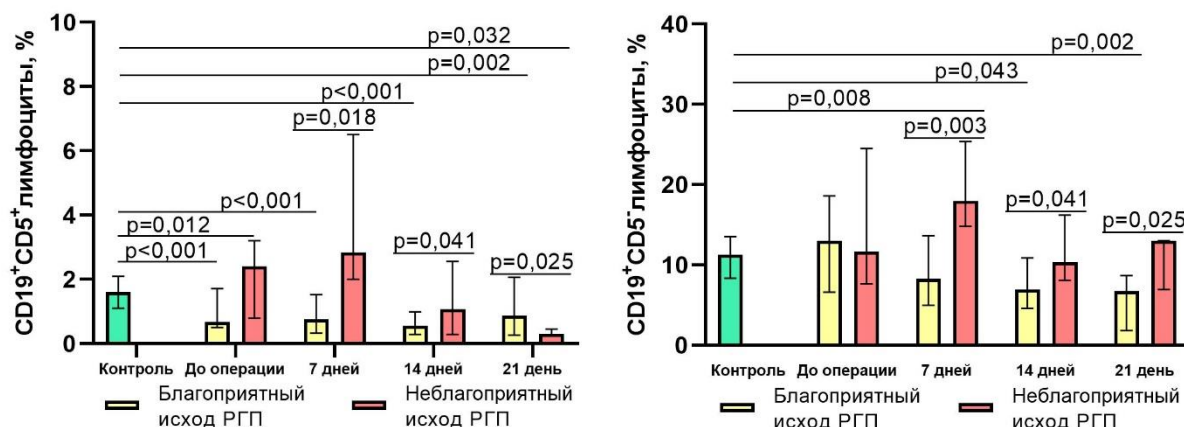 CD19⁺CD5⁺лимфоциты, %
10
8
6
4
2
0
p=0,032
p=0,002
p<0,001
p=0,018
p<0,001
p=0,012
p<0,001
p=0,041
p=0,025
Контроль До операции 7 дней 14 дней 21 день
Благоприятный исход РГП
Неблагоприятный исход РГП
CD19⁺CD5⁻лимфоциты, %
40
30
20
10
0
p=0,002
p=0,043
p=0,008
p=0,003
p=0,041
p=0,025
Контроль До операции 7 дней 14 дней 21 день
Благоприятный исход РГП
Неблагоприятный исход РГП